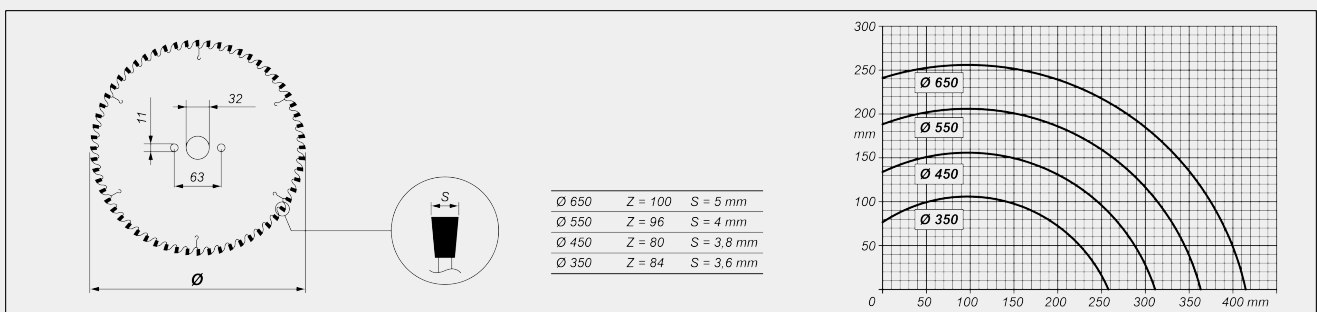 32
11
63
Ø
S
Ø 650 Z = 100 S = 5 mm
Ø 550 Z = 96 S = 4 mm
Ø 450 Z = 80 S = 3,8 mm
Ø 350 Z = 84 S = 3,6 mm
300
250
200
mm
150
100
50
Ø 650
Ø 550
Ø 450
Ø 350
0 50 100 150 200 250 300 350 400 mm